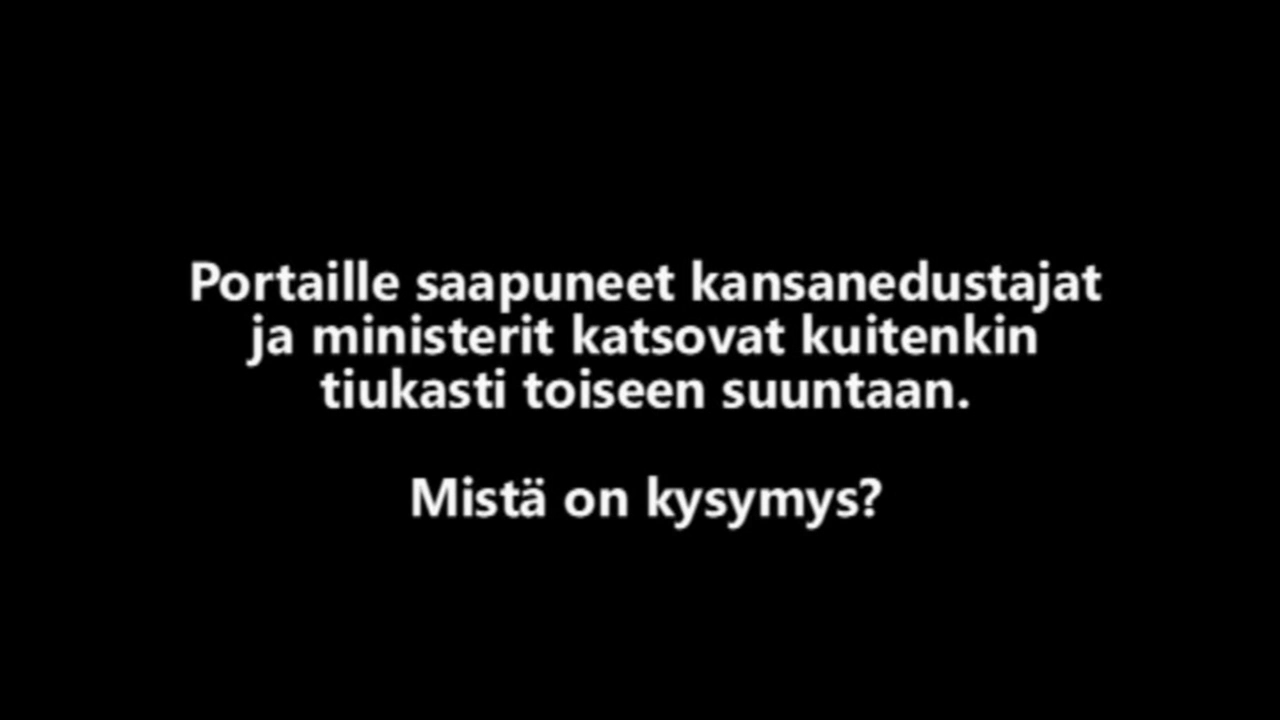 Portaille saapuneet kansanedustajat
ja ministerit katsovat kuitenkin
tiukasti toiseen suuntaan.
Mistä on kysymys?